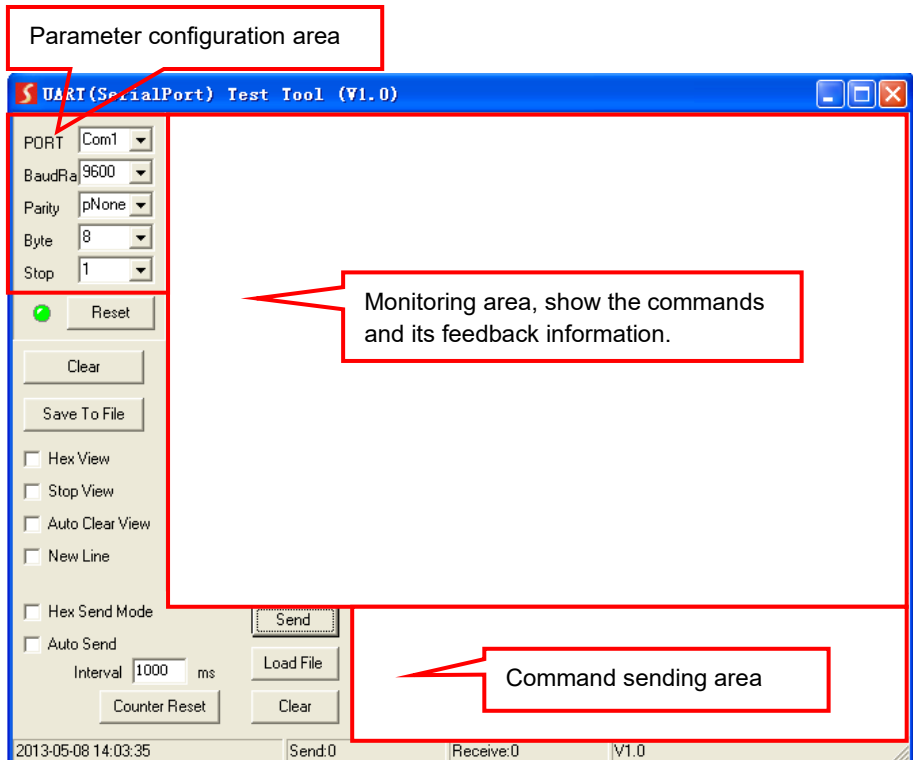 Parameter configuration area
UART(SerialPort) Test Tool (V1.0)
PORT Com1
BaudRa 9600
Parity pNone
Byte 8
Stop 1
Reset
Monitoring area, show the commands
and its feedback information.
Clear
Save To File
Hex View
Stop View
Auto Clear View
New Line
Hex Send Mode
Send
Auto Send
Interval 1000 ms
Load File
Command sending area
Counter Reset
Clear
2013-05-08 14:03:35 Send:0 Receive:0 V1.0